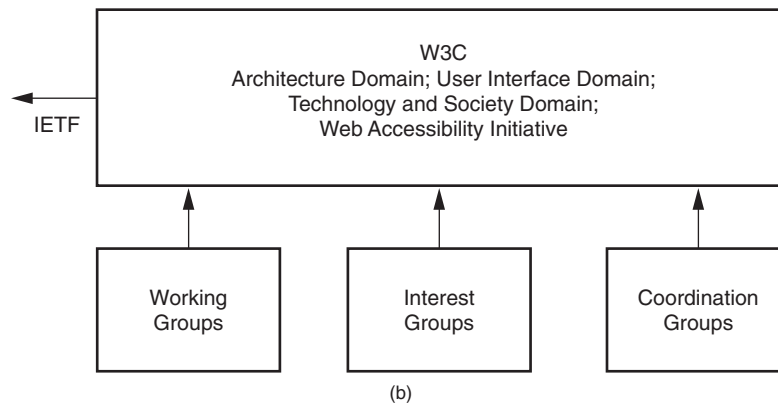 W3C
Architecture Domain; User Interface Domain;
Technology and Society Domain;
Web Accessibility Initiative
IETF
Working
Groups
Interest
Groups
Coordination
Groups
(b)